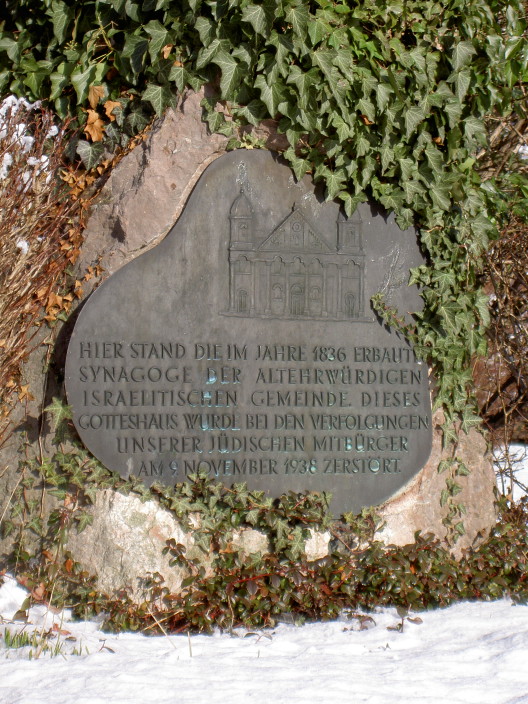 HIER STAND DIE IM JAHRE 1836 ERBAUTE
SYNAGOGE DER ALTEHRWÜRDIGEN
ISRAELITISCHEN GEMEINDE. DIESES
GOTTESHAUS WURDE BEI DEN VERFOLGUNGEN
UNSERER JÜDISCHEN MITBÜRGER
AM 9. NOVEMBER 1938 ZERSTÖRT.